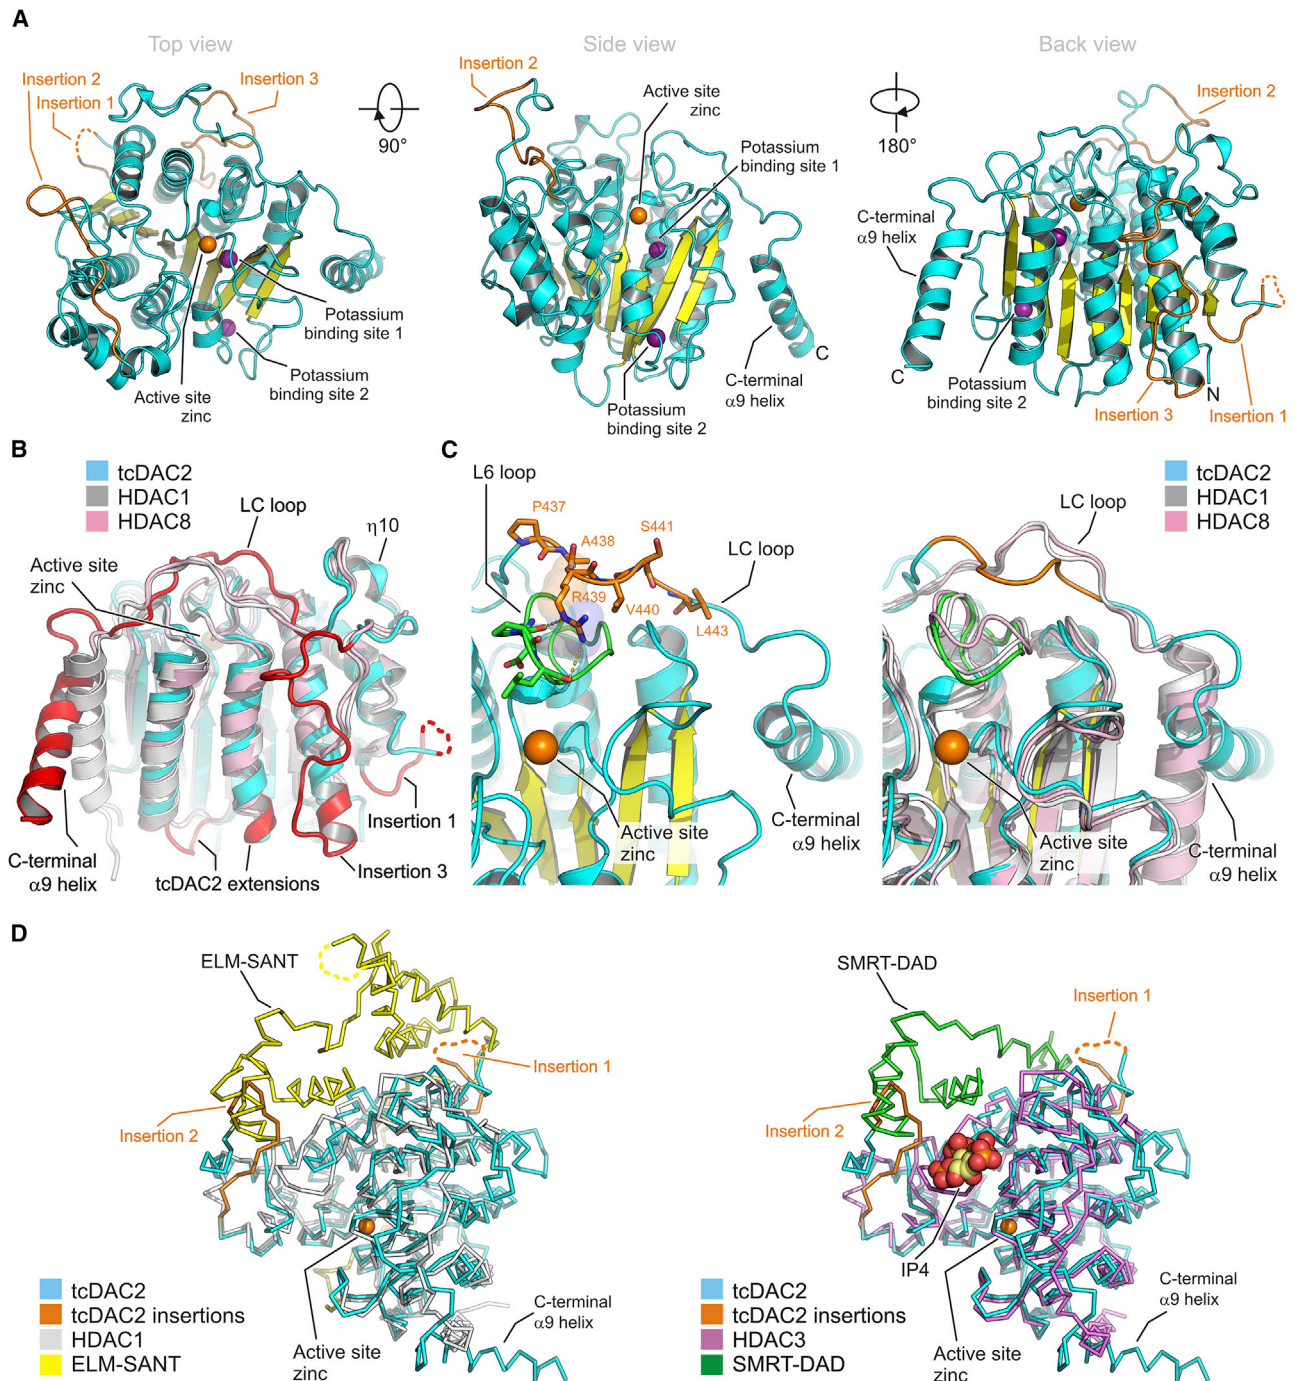 A
Top view
Side view
Back view
Insertion 2
Insertion 1
Insertion 3
90°
Potassium
binding site 1
Potassium
binding site 2
Active site
zinc
Insertion 2
Active site
zinc
Potassium
binding site 1
Potassium
binding site 2
C-terminal
α9 helix
C
180°
Insertion 2
C-terminal
α9 helix
C
Potassium
binding site 2
Insertion 3
N
Insertion 1
B
tcDAC2
HDAC1
HDAC8
LC loop
η10
Active site
zinc
C-terminal
α9 helix
tcDAC2 extensions
Insertion 1
Insertion 3
C
L6 loop
P437
A438
R439
S441
V440
L443
LC loop
Active site
zinc
C-terminal
α9 helix
tcDAC2
HDAC1
HDAC8
LC loop
Active site
zinc
C-terminal
α9 helix
D
ELM-SANT
Insertion 1
Insertion 2
tcDAC2
tcDAC2 insertions
HDAC1
ELM-SANT
Active site
zinc
C-terminal
α9 helix
SMRT-DAD
Insertion 1
Insertion 2
IP4
tcDAC2
tcDAC2 insertions
HDAC3
SMRT-DAD
Active site
zinc
C-terminal
α9 helix